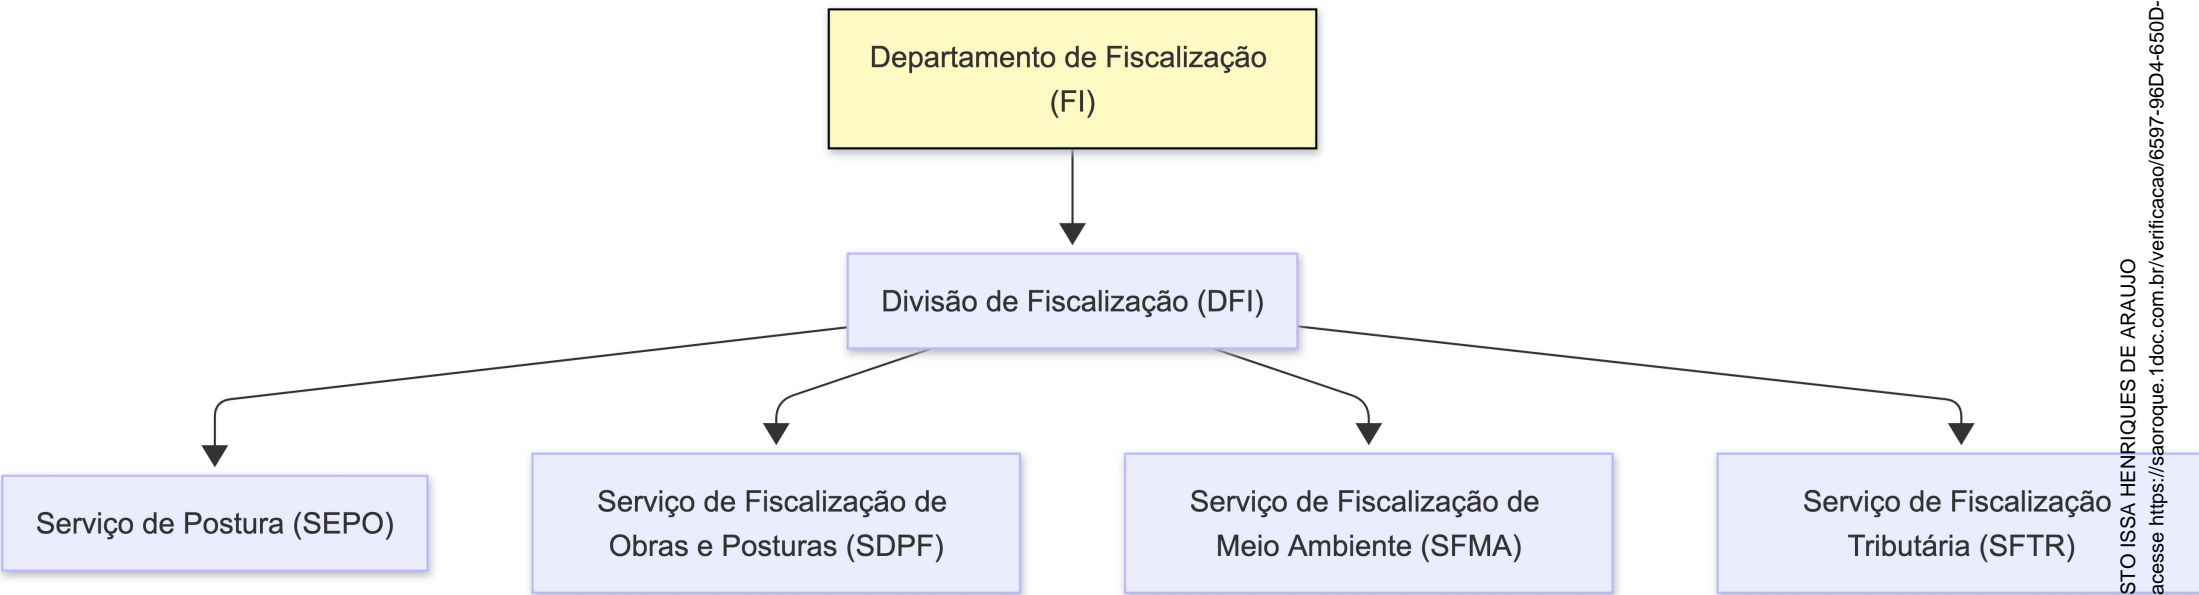 Departamento de Fiscalização
(FI)
Divisão de Fiscalização (DFI)
Serviço de Postura (SEPO)
Serviço de Fiscalização de
Obras e Posturas (SDPF)
Serviço de Fiscalização de
Meio Ambiente (SFMA)
Serviço de Fiscalização
Tributária (SFTR)
STO ISSA HENRIQUES DE ARAUJO
acesse https://saoroque.1doc.com.br/verificacao/6597-96D4-650D-